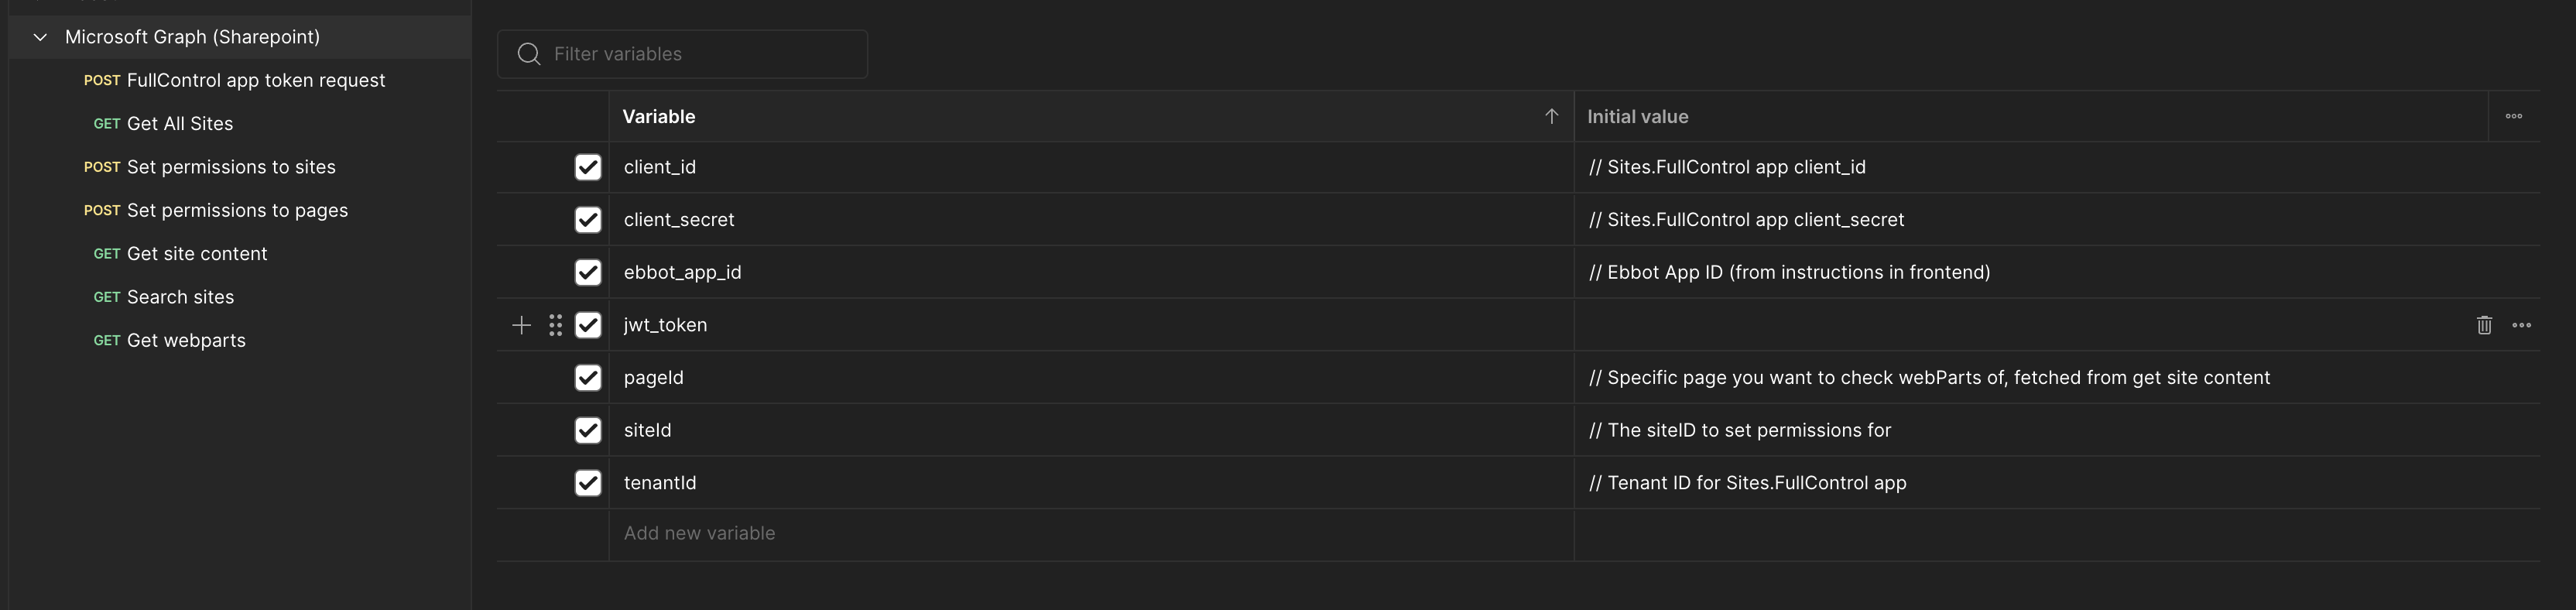 Microsoft Graph (Sharepoint)
POST FullControl app token request
GET Get All Sites
POST Set permissions to sites
POST Set permissions to pages
GET Get site content
GET Search sites
GET Get webparts
Filter variables
Variable Initial value
client_id // Sites.FullControl app client_id
client_secret // Sites.FullControl app client_secret
ebbot_app_id // Ebbot App ID (from instructions in frontend)
jwt_token
pageId // Specific page you want to check webParts of, fetched from get site content
siteId // The siteID to set permissions for
tenantId // Tenant ID for Sites.FullControl app
Add new variable